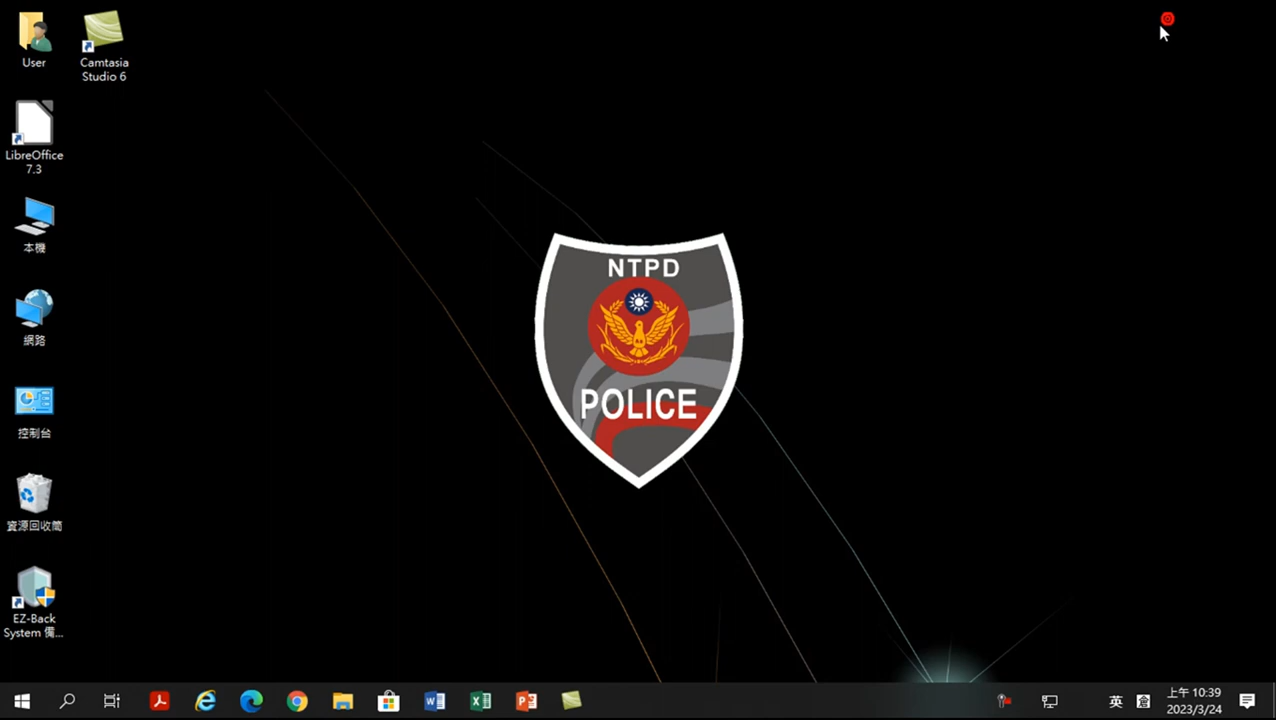 User
Camtasia
Studio 6
LibreOffice
7.3
本機
網路
控制台
資源回收筒
EZ-Back
System 備...
NTPD
POLICE
英
倉
上午 10:39
2023/3/24